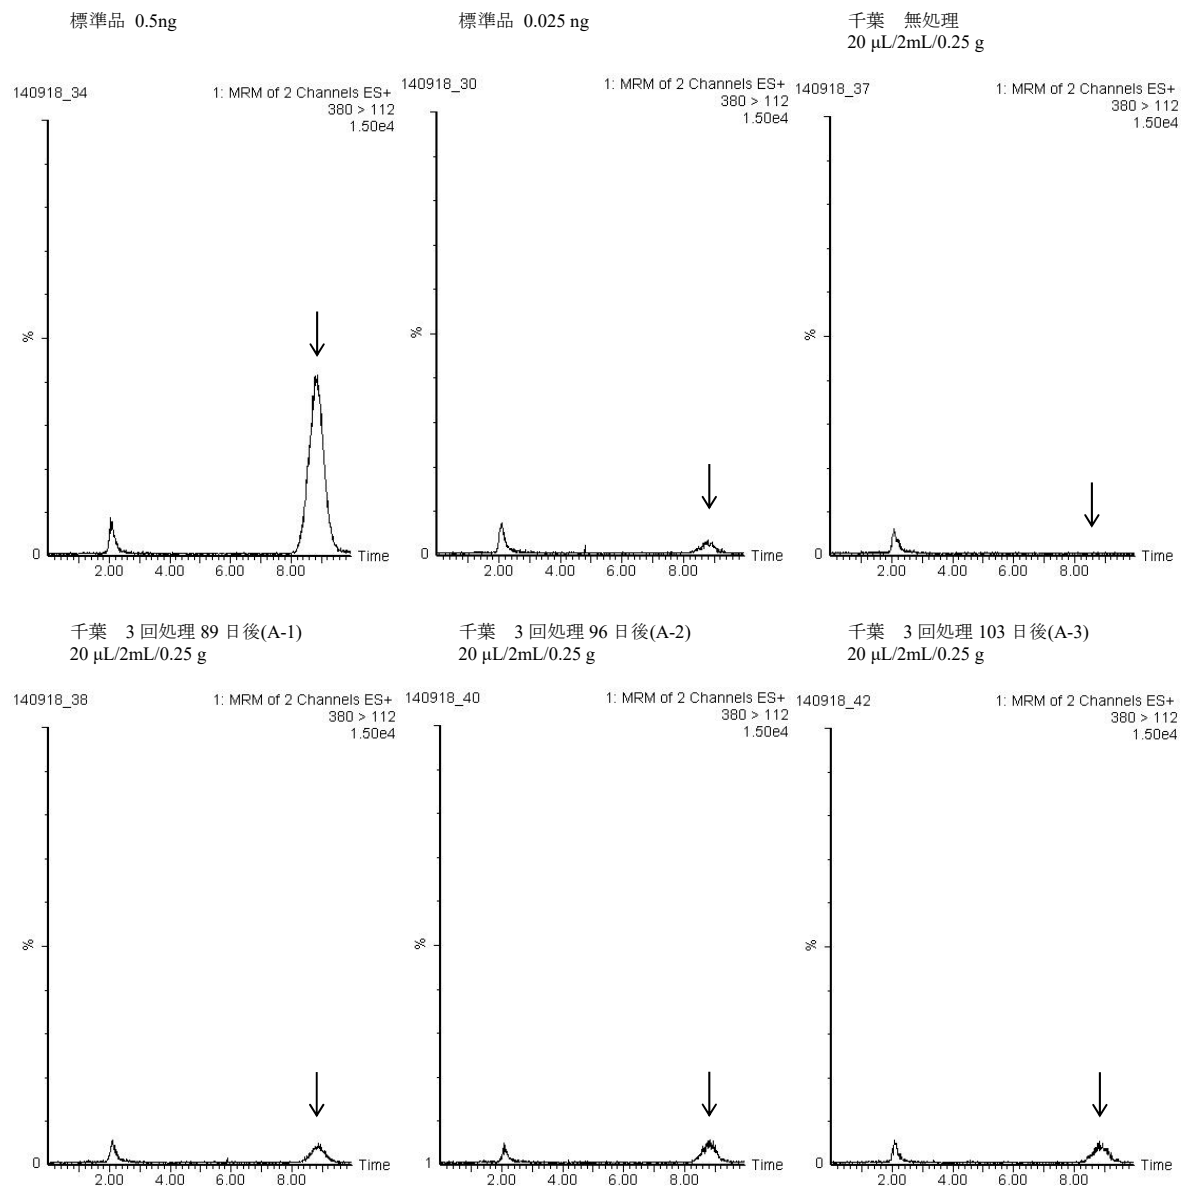 標準品 0.5ng
140918_34
1: MRM of 2 Channels ES+
380 > 112
1.50e4
%
0
2.00 4.00 6.00 8.00
Time
標準品 0.025 ng
140918_30
1: MRM of 2 Channels ES+
380 > 112
1.50e4
%
0
2.00 4.00 6.00 8.00
Time
千葉　無処理
20 μL/2mL/0.25 g
140918_37
1: MRM of 2 Channels ES+
380 > 112
1.50e4
%
0
2.00 4.00 6.00 8.00
Time
千葉　3 回処理 89 日後(A-1)
20 μL/2mL/0.25 g
140918_38
1: MRM of 2 Channels ES+
380 > 112
1.50e4
%
0
2.00 4.00 6.00 8.00
Time
千葉　3 回処理 96 日後(A-2)
20 μL/2mL/0.25 g
140918_40
1: MRM of 2 Channels ES+
380 > 112
1.50e4
%
1
2.00 4.00 6.00 8.00
Time
千葉　3 回処理 103 日後(A-3)
20 μL/2mL/0.25 g
140918_42
1: MRM of 2 Channels ES+
380 > 112
1.50e4
%
0
2.00 4.00 6.00 8.00
Time